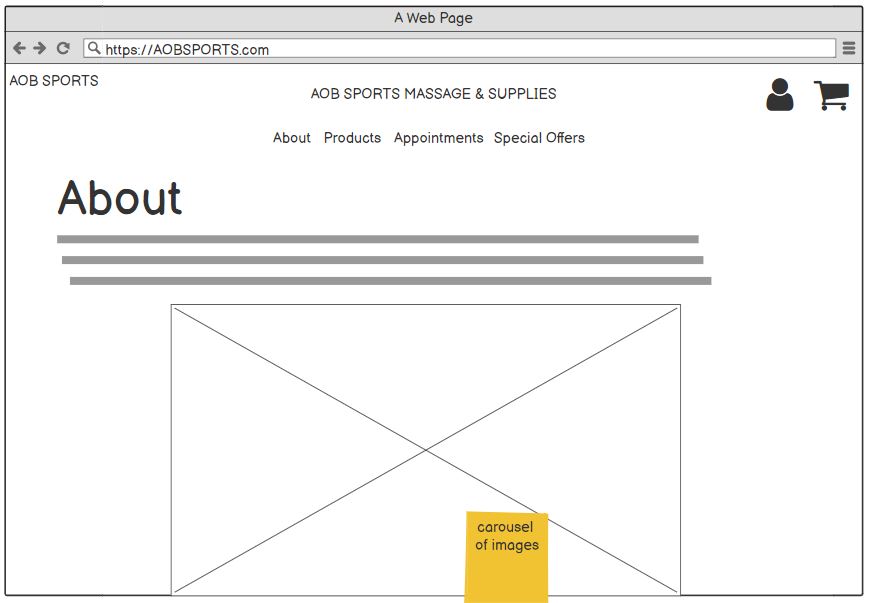 A Web Page
https://AOBSPORTS.com
AOB SPORTS
AOB SPORTS MASSAGE & SUPPLIES
About Products Appointments Special Offers
About
carousel
of images